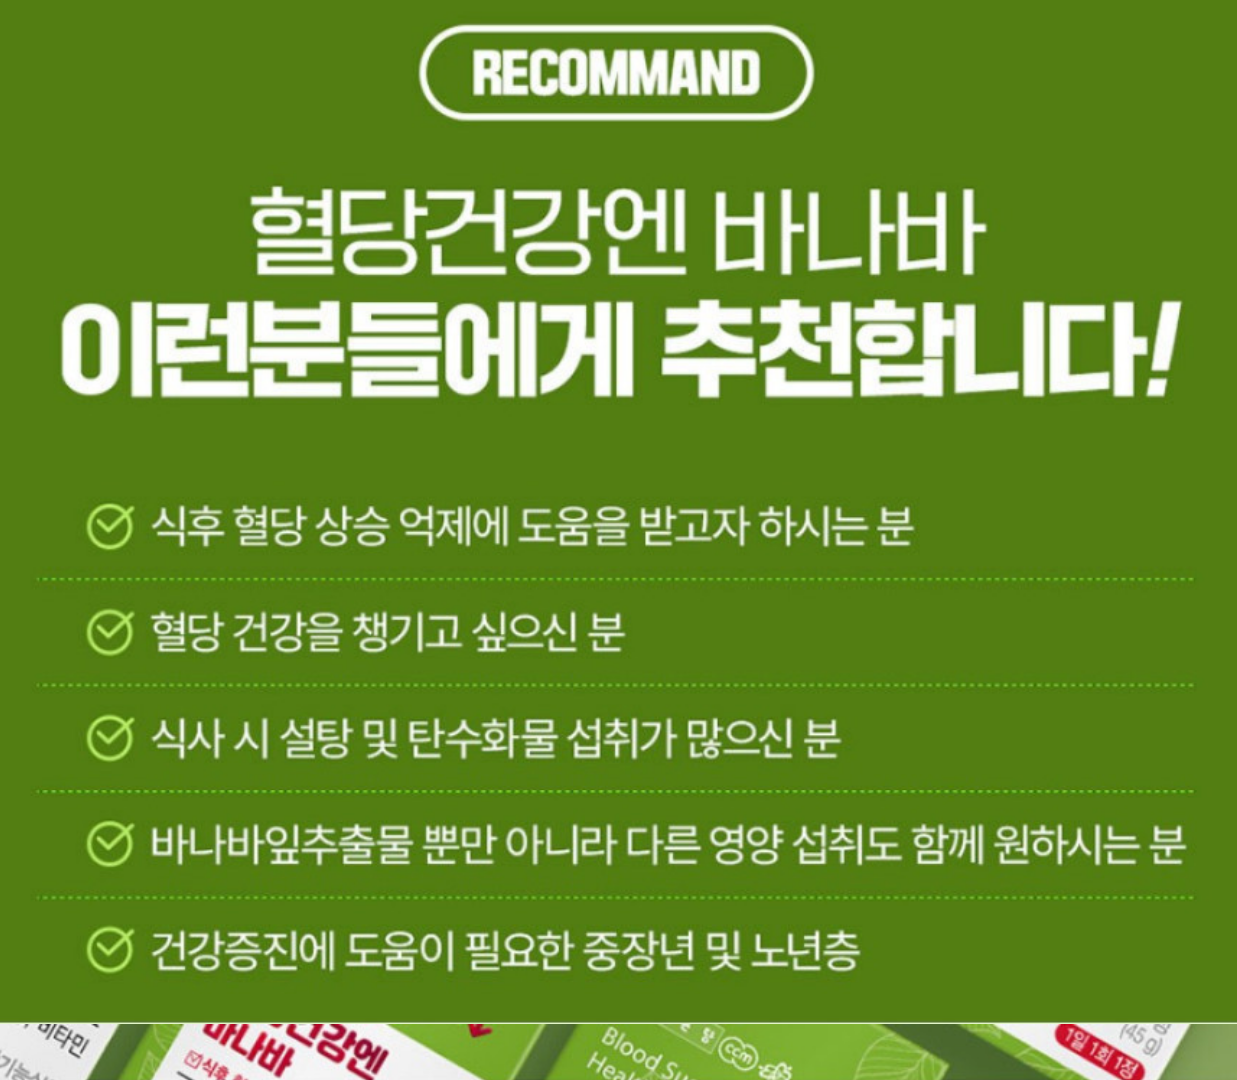 RECOMMAND
혈당건강엔 바나바
이런분들에게 추천합니다!
식후 혈당 상승 억제에 도움을 받고자 하시는 분
혈당 건강을 챙기고 싶으신 분
식사 시 설탕 및 탄수화물 섭취가 많으신 분
바나바잎추출물 뿐만 아니라 다른 영양 섭취도 함께 원하시는 분
건강증진에 도움이 필요한 중장년 및 노년층
비타민
건강엔
바나바
식후
Blood
ccm
(45 g)
1일 1회 1정